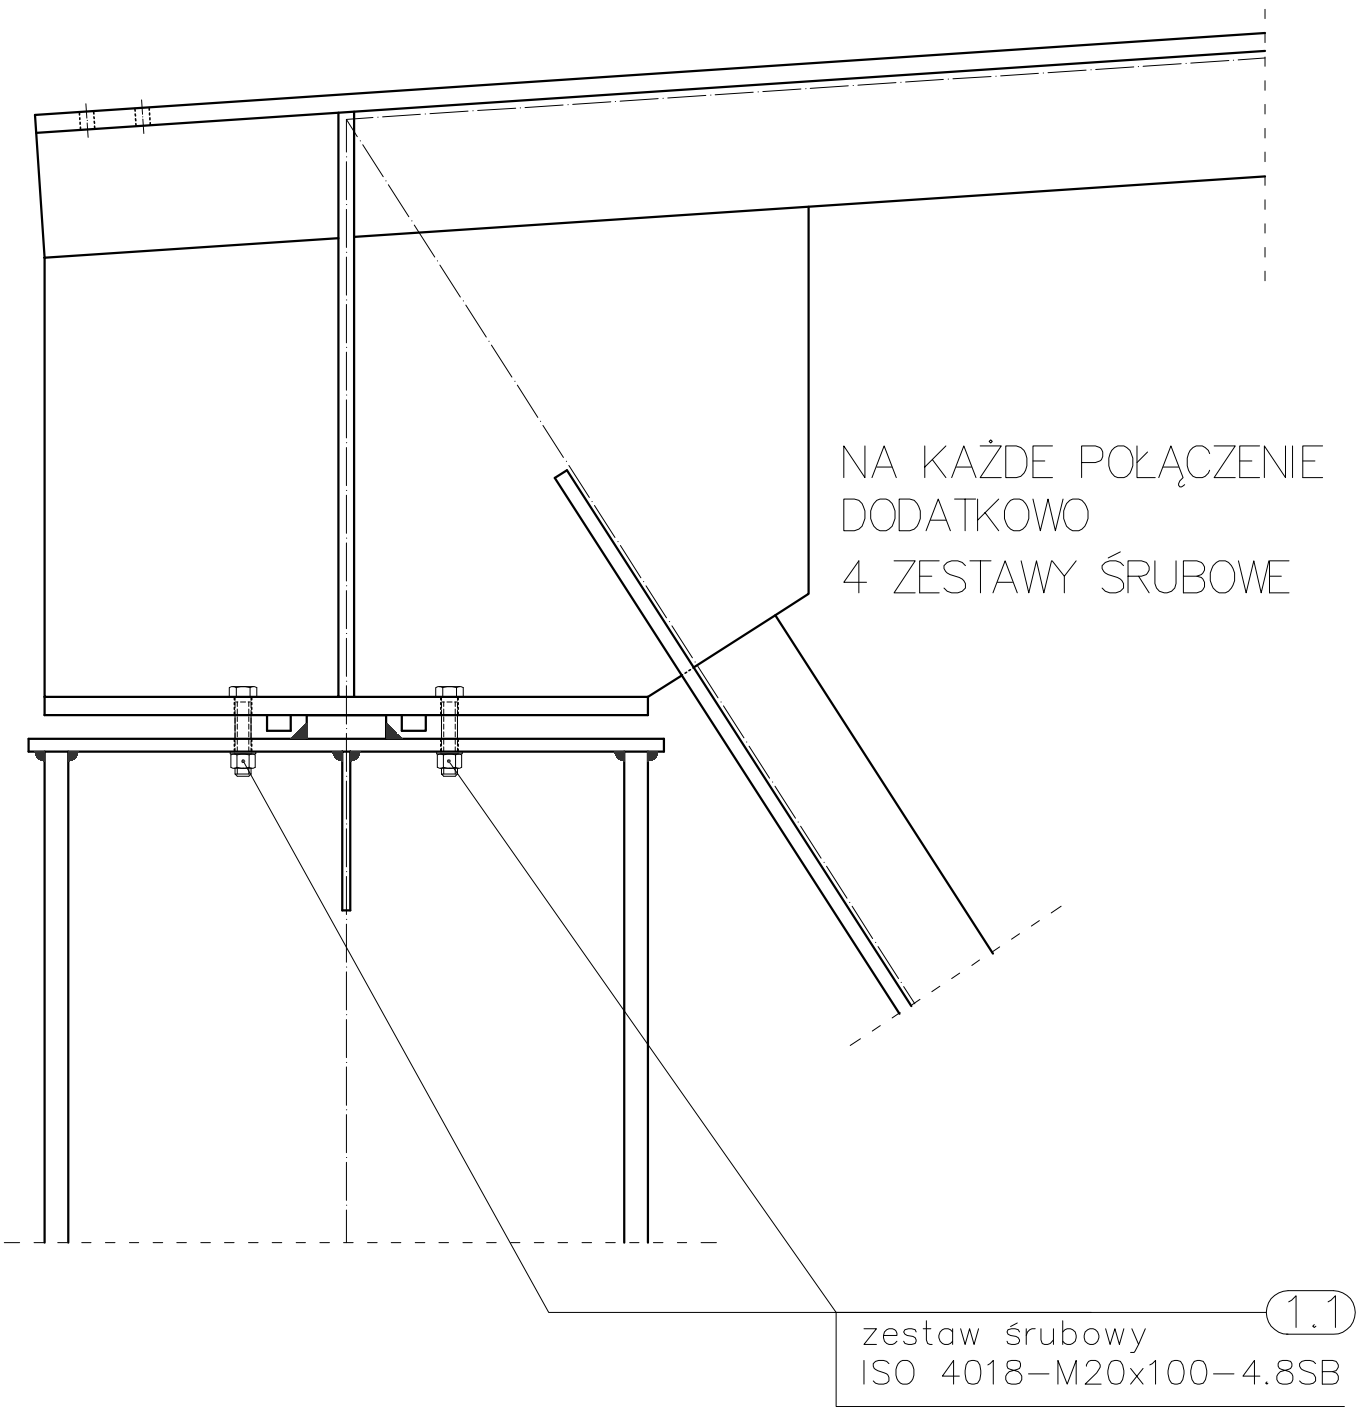 NA KAŻDE POŁĄCZENIE
DODATKOWO
4 ZESTAWY ŚRUBOWE
1.1
zestaw śrubowy
ISO 4018-M20x100-4.8SB